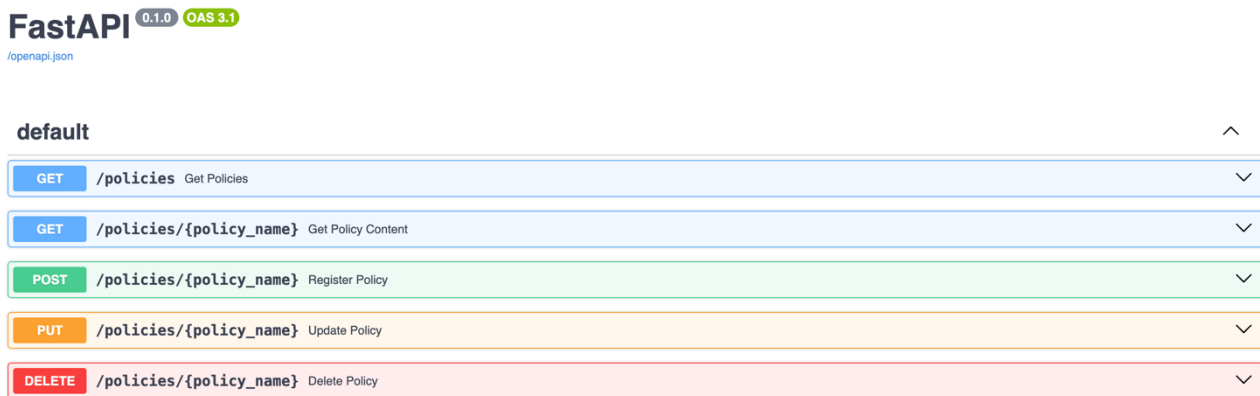 FastAPI 0.1.0 OAS 3.1
/openapi.json
default
GET /policies Get Policies
GET /policies/{policy_name} Get Policy Content
POST /policies/{policy_name} Register Policy
PUT /policies/{policy_name} Update Policy
DELETE /policies/{policy_name} Delete Policy